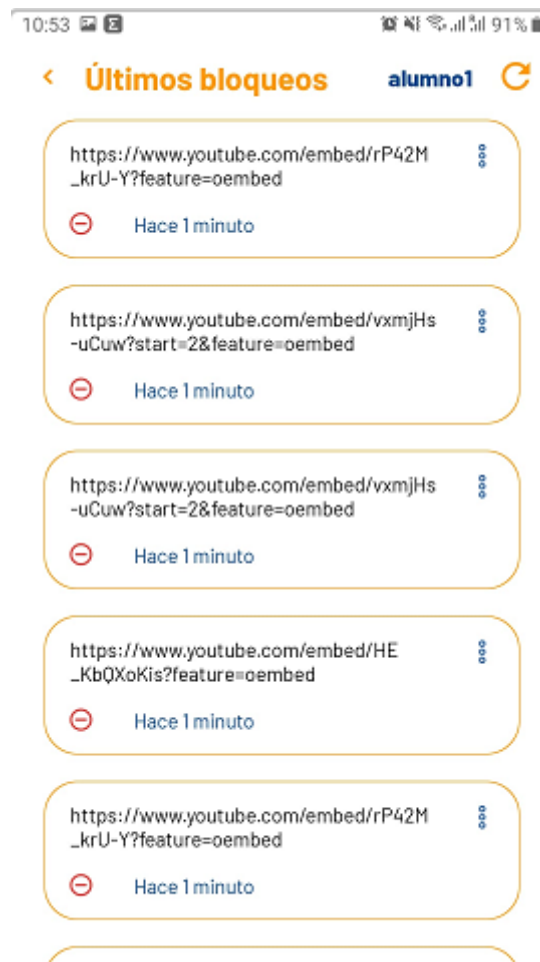 10:53 91%
Últimos bloqueos alumno1
https://www.youtube.com/embed/rP42M
_krU-Y?feature=oembed
Hace 1 minuto
https://www.youtube.com/embed/vxmjHs
-uCuw?start=2&feature=oembed
Hace 1 minuto
https://www.youtube.com/embed/vxmjHs
-uCuw?start=2&feature=oembed
Hace 1 minuto
https://www.youtube.com/embed/HE
_KbQXoKis?feature=oembed
Hace 1 minuto
https://www.youtube.com/embed/rP42M
_krU-Y?feature=oembed
Hace 1 minuto